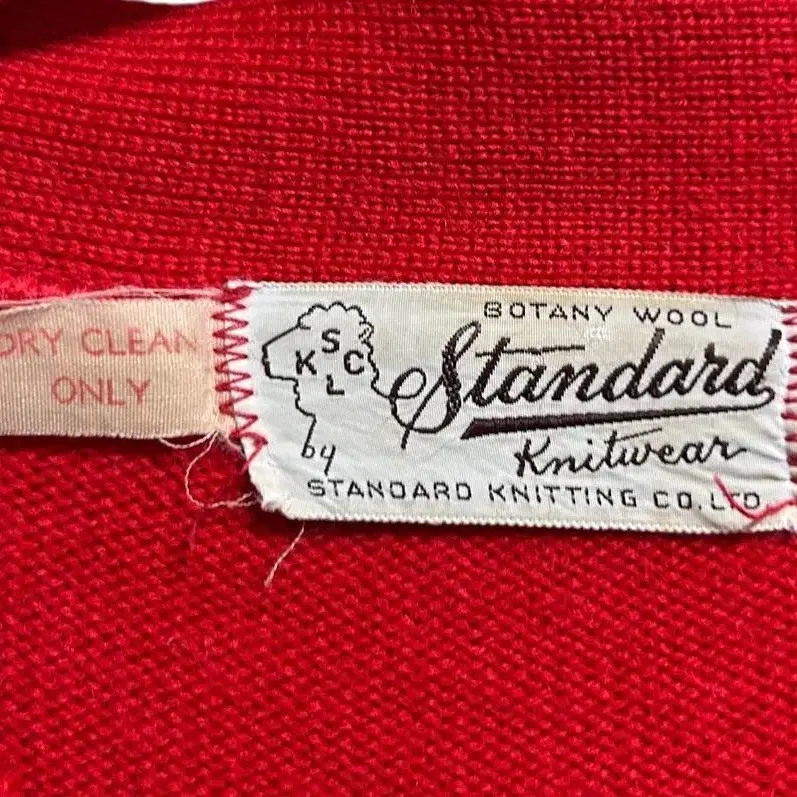 DRY CLEAN
ONLY
BOTANY WOOL
S
K C
L
Standard
by Knitwear
STANDARD KNITTING CO. LTD